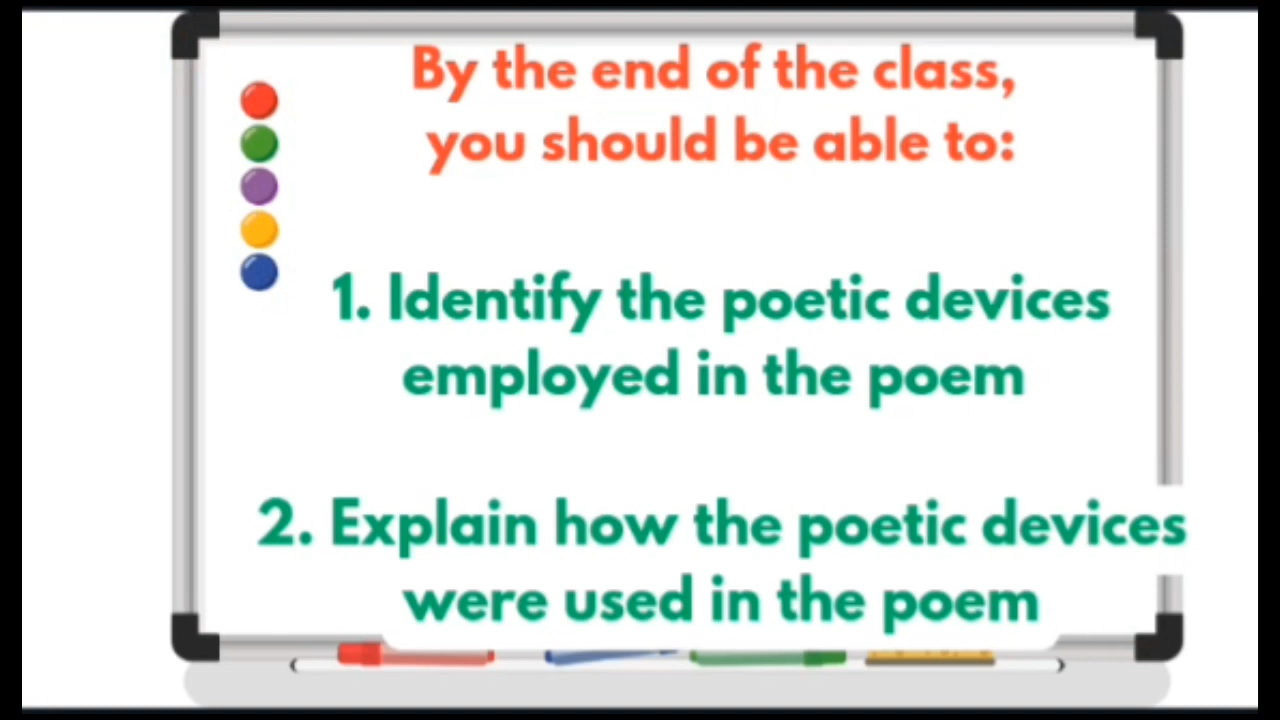 By the end of the class,
you should be able to:
1. Identify the poetic devices
employed in the poem
2. Explain how the poetic devices
were used in the poem